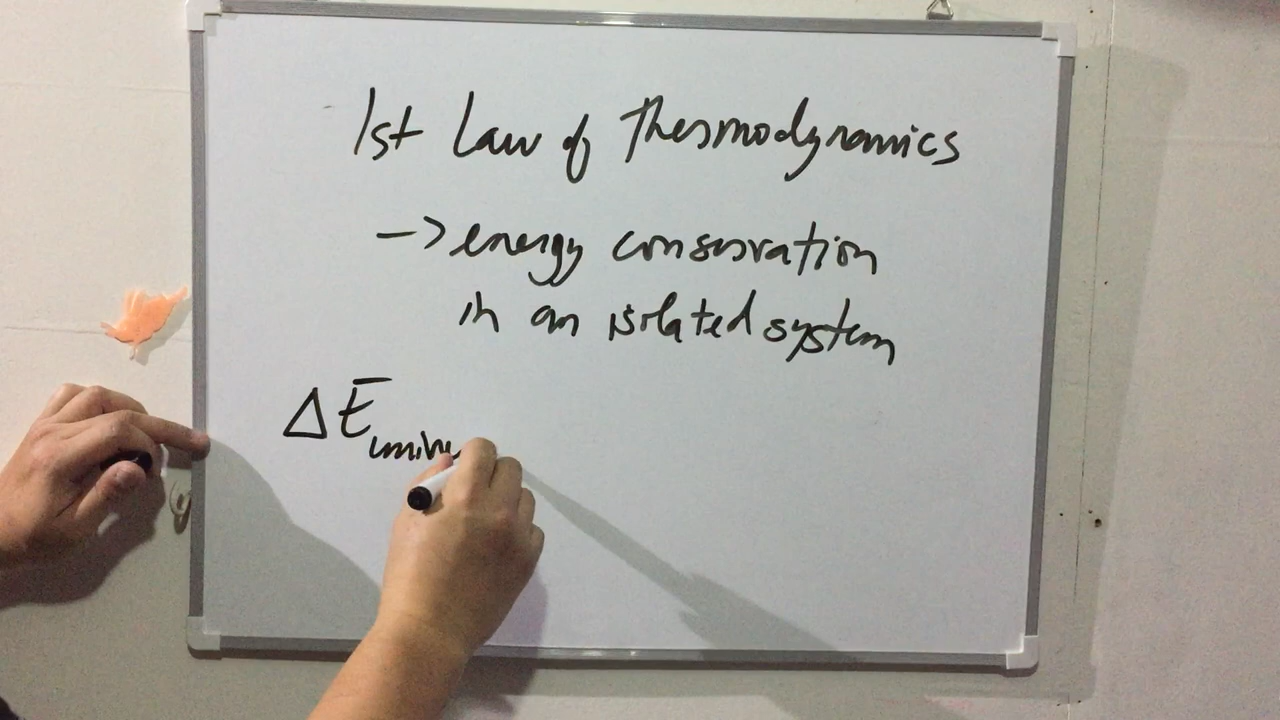 1st Law of Thermodynamics
-> energy conservation
in an isolated system
ΔE